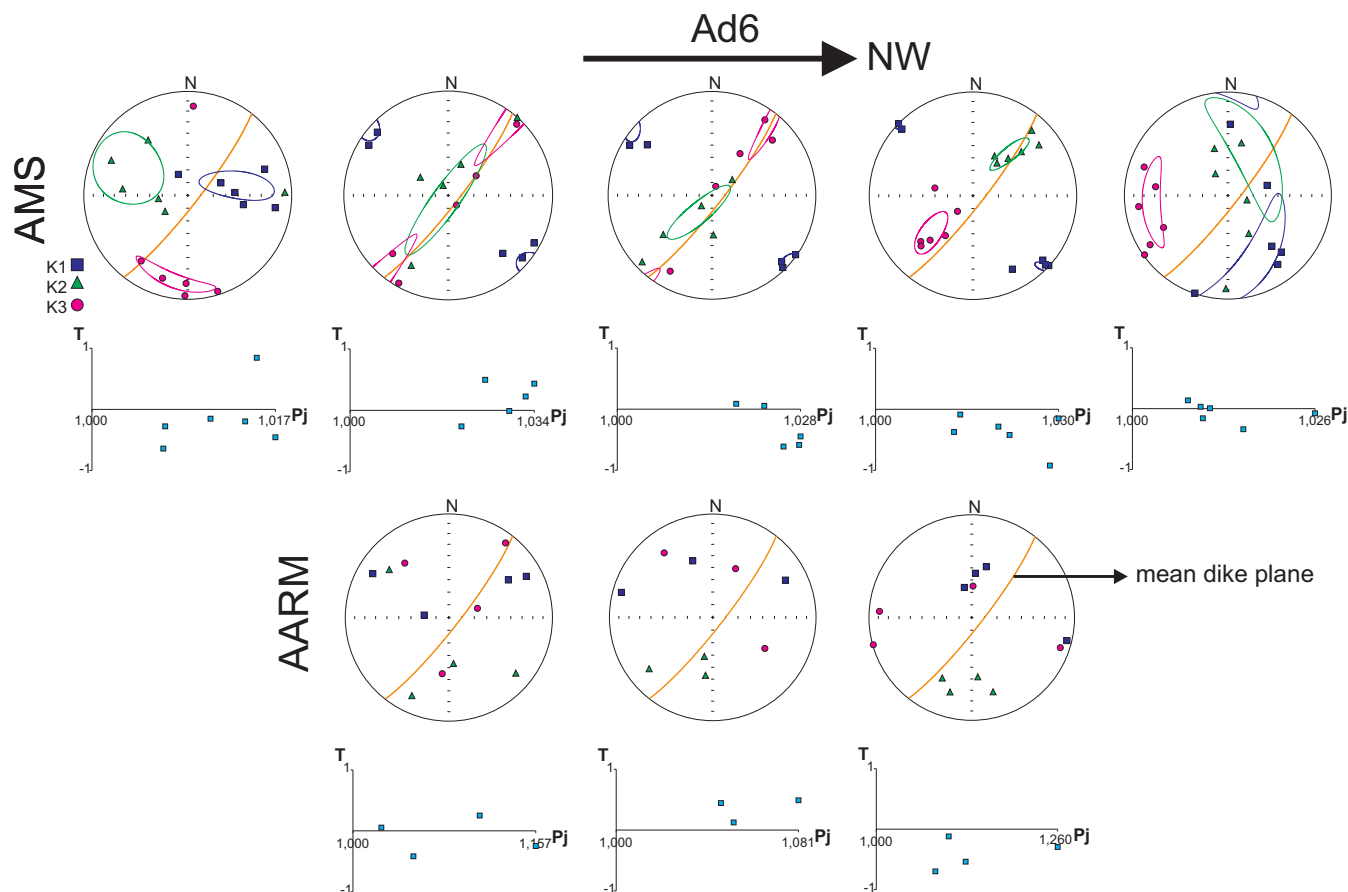 Ad6
NW
N N N N N
AMS
K1
K2
K3
T T T T T
1 1 1 1 1
1,000 1,017 Pj 1,000 1,034 Pj 1,000 1,028 Pj 1,000 1,030 Pj 1,000 1,026 Pj
-1 -1 -1 -1 -1
N N N
AARM
mean dike plane
T T T
1 1 1
1,000 1,157 Pj 1,000 1,081 Pj 1,000 1,260 Pj
-1 -1 -1